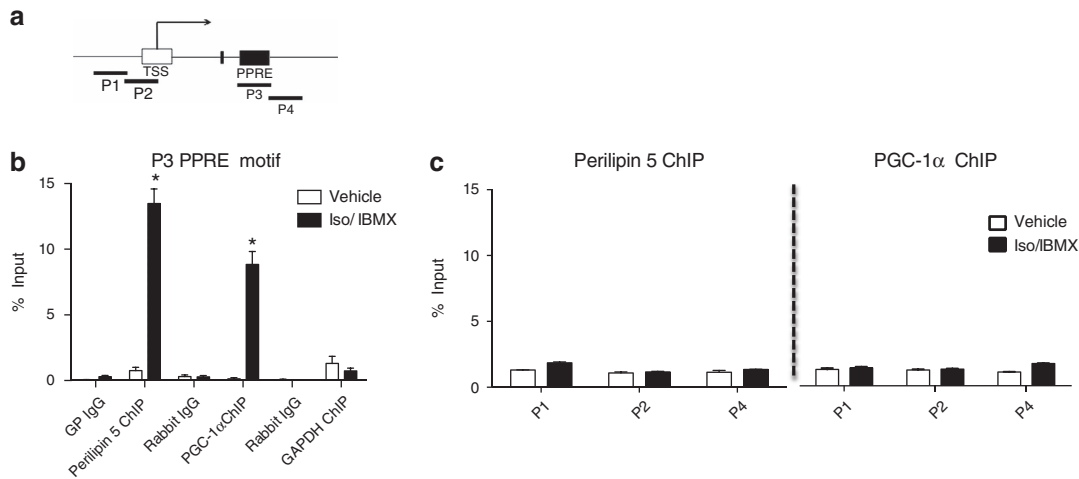 a
TSS
PPRE
P1
P2
P3
P4
b
P3 PPRE motif
15
10
5
0
% Input
*
*
Vehicle
Iso/ IBMX
GP IgG
Perilipin 5 ChIP
Rabbit IgG
PGC-1αChIP
Rabbit IgG
GAPDH ChIP
c
Perilipin 5 ChIP
PGC-1α ChIP
15
10
5
0
% Input
Vehicle
Iso/IBMX
P1
P2
P4
P1
P2
P4